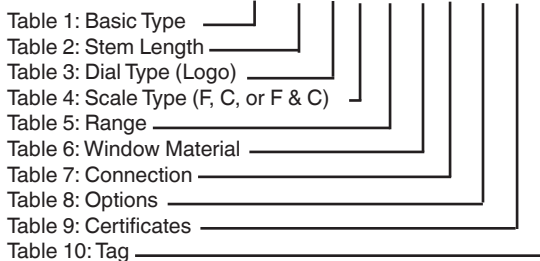 Table 1: Basic Type
Table 2: Stem Length
Table 3: Dial Type (Logo)
Table 4: Scale Type (F, C, or F & C)
Table 5: Range
Table 6: Window Material
Table 7: Connection
Table 8: Options
Table 9: Certificates
Table 10: Tag